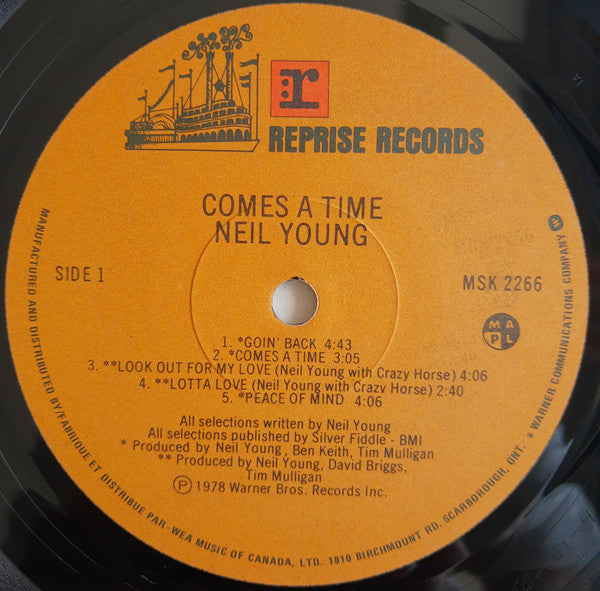 r
REPRISE RECORDS
COMES A TIME
NEIL YOUNG
SIDE 1
MSK 2266
MAPL
1. *GOIN' BACK 4:43
2. *COMES A TIME 3:05
3. **LOOK OUT FOR MY LOVE (Neil Young with Crazy Horse) 4:06
4. **LOTTA LOVE (Neil Young with Crazy Horse) 2:40
5. *PEACE OF MIND 4:06
All selections written by Neil Young
All selections published by Silver Fiddle - BMI
* Produced by Neil Young, Ben Keith, Tim Mulligan
** Produced by Neil Young, David Briggs,
Tim Mulligan
Ⓟ 1978 Warner Bros. Records Inc.
MANUFACTURED AND DISTRIBUTED BY/FABRIQUE ET DISTRIBUE PAR-WEA MUSIC OF CANADA, LTD. 1810 BIRCHMOUNT RD. SCARBOROUGH, ONT. a WARNER COMMUNICATIONS COMPANY